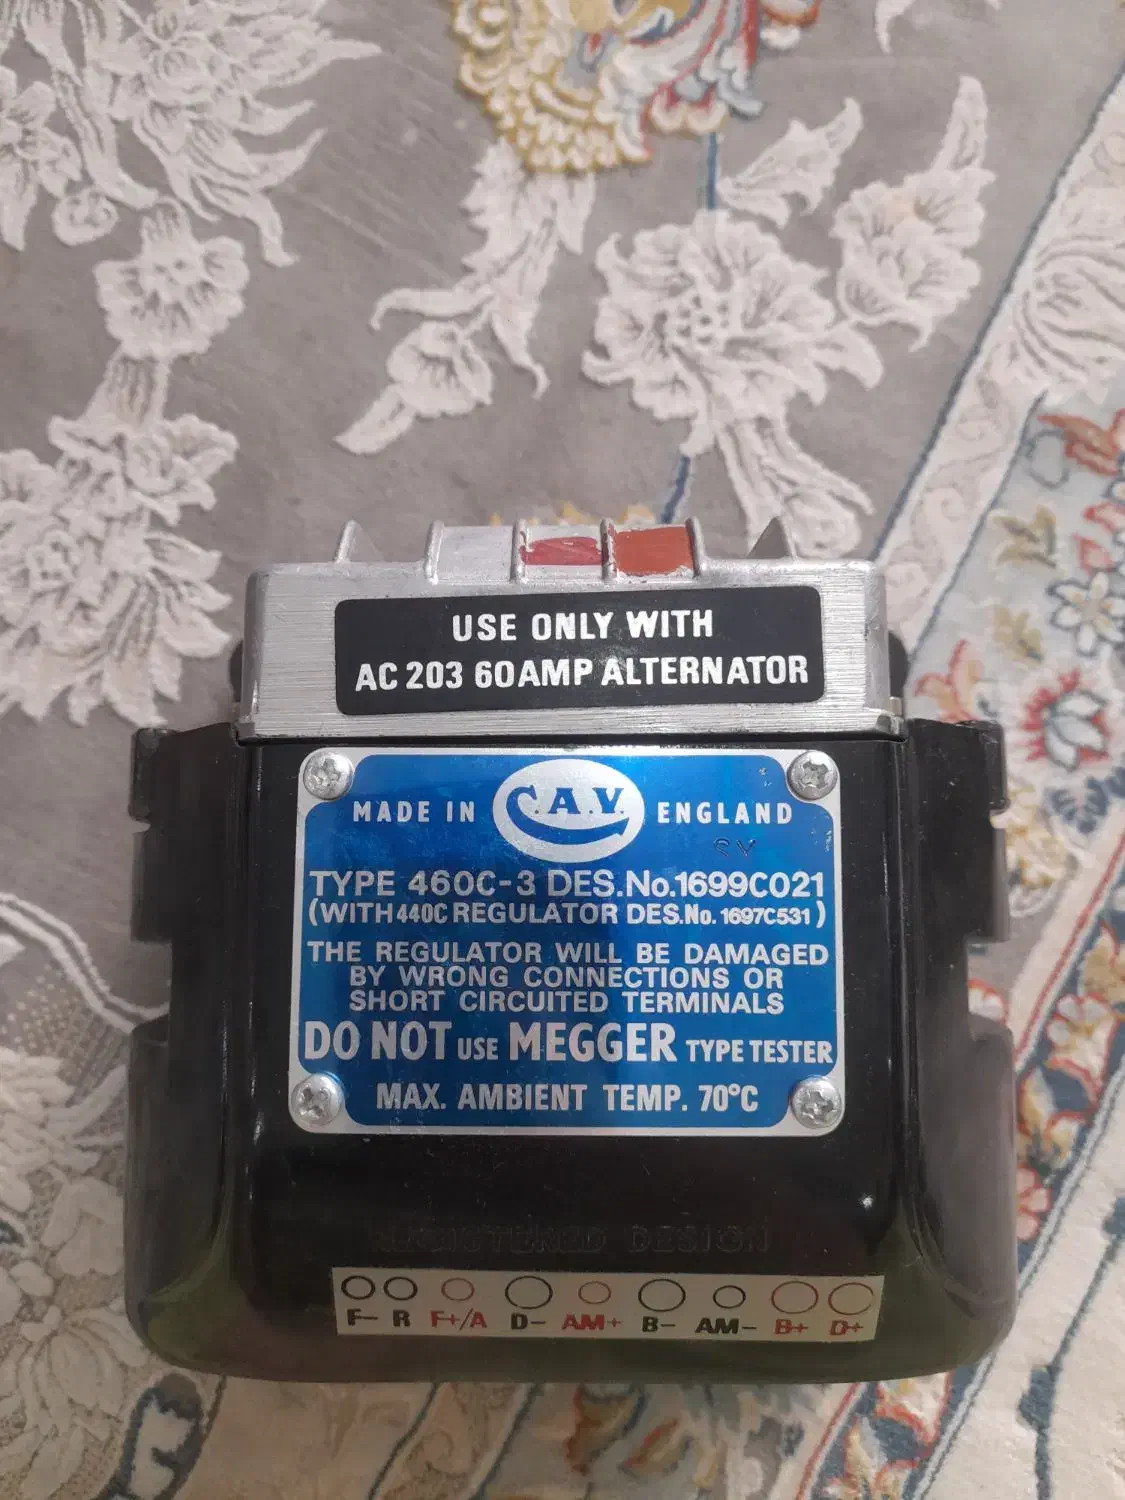 USE ONLY WITH
AC 203 60AMP ALTERNATOR
MADE IN C.A.V. ENGLAND
SY
TYPE 460C-3 DES.No.1699C021
(WITH 440C REGULATOR DES.No. 1697C531)
THE REGULATOR WILL BE DAMAGED
BY WRONG CONNECTIONS OR
SHORT CIRCUITED TERMINALS
DO NOT USE MEGGER TYPE TESTER
MAX. AMBIENT TEMP. 70°C
REGISTERED DESIGN
F- R F+/A D- AM+ B- AM- B+ D+